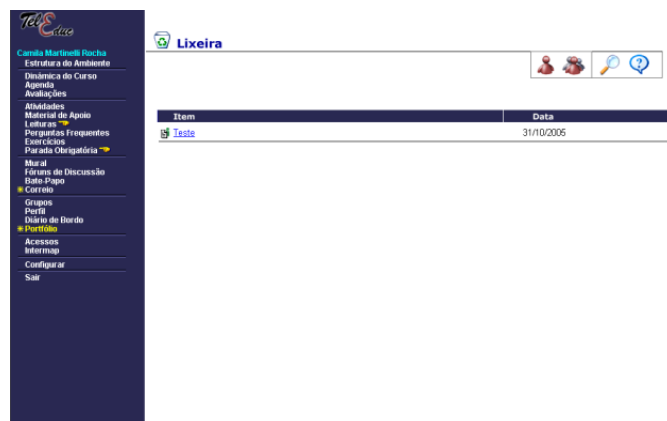 TelEduc
Lixeira
Camila Martinelli Rocha
Estrutura do Ambiente
Dinâmica do Curso
Agenda
Avaliações
Atividades
Material de Apoio
Leituras
Perguntas Frequentes
Exercícios
Parada Obrigatória
Mural
Fóruns de Discussão
Bate-Papo
Correio
Grupos
Perfil
Diário de Bordo
Portfólio
Acessos
Intermap
Configurar
Sair
Item Data
Teste 31/10/2005